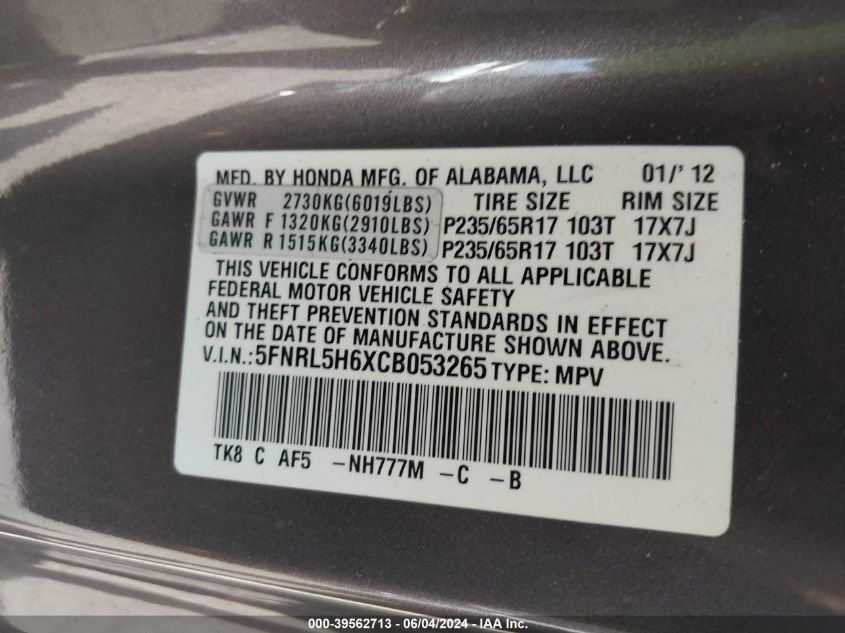 MFD. BY HONDA MFG. OF ALABAMA, LLC 01/' 12
GVWR 2730KG(6019LBS) TIRE SIZE RIM SIZE
GAWR F 1320KG(2910LBS) P235/65R17 103T 17X7J
GAWR R 1515KG(3340LBS) P235/65R17 103T 17X7J
THIS VEHICLE CONFORMS TO ALL APPLICABLE
FEDERAL MOTOR VEHICLE SAFETY
AND THEFT PREVENTION STANDARDS IN EFFECT
ON THE DATE OF MANUFACTURE SHOWN ABOVE.
V.I.N.: 5FNRL5H6XCB053265 TYPE: MPV
TK8 C AF5 -NH777M -C -B
000-39562713 - 06/04/2024 - IAAI Inc.